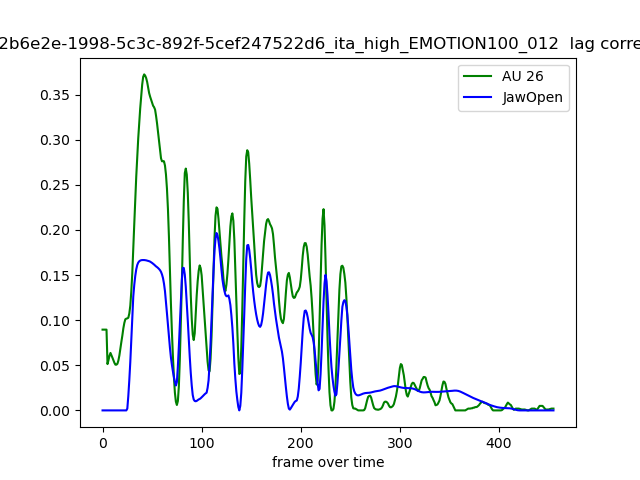 2b6e2e-1998-5c3c-892f-5cef247522d6_ita_high_EMOTION100_012  lag corre
AU 26
JawOpen
0.35
0.30
0.25
0.20
0.15
0.10
0.05
0.00
0 100 200 300 400
frame over time